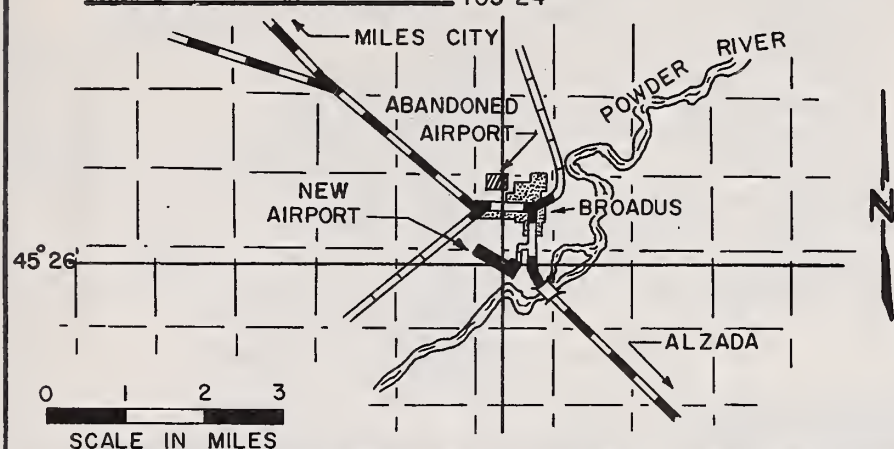 MILES CITY
POWDER RIVER
ABANDONED
AIRPORT
NEW
AIRPORT
BROADUS
45°26'
ALZADA
N
0 1 2 3
SCALE IN MILES